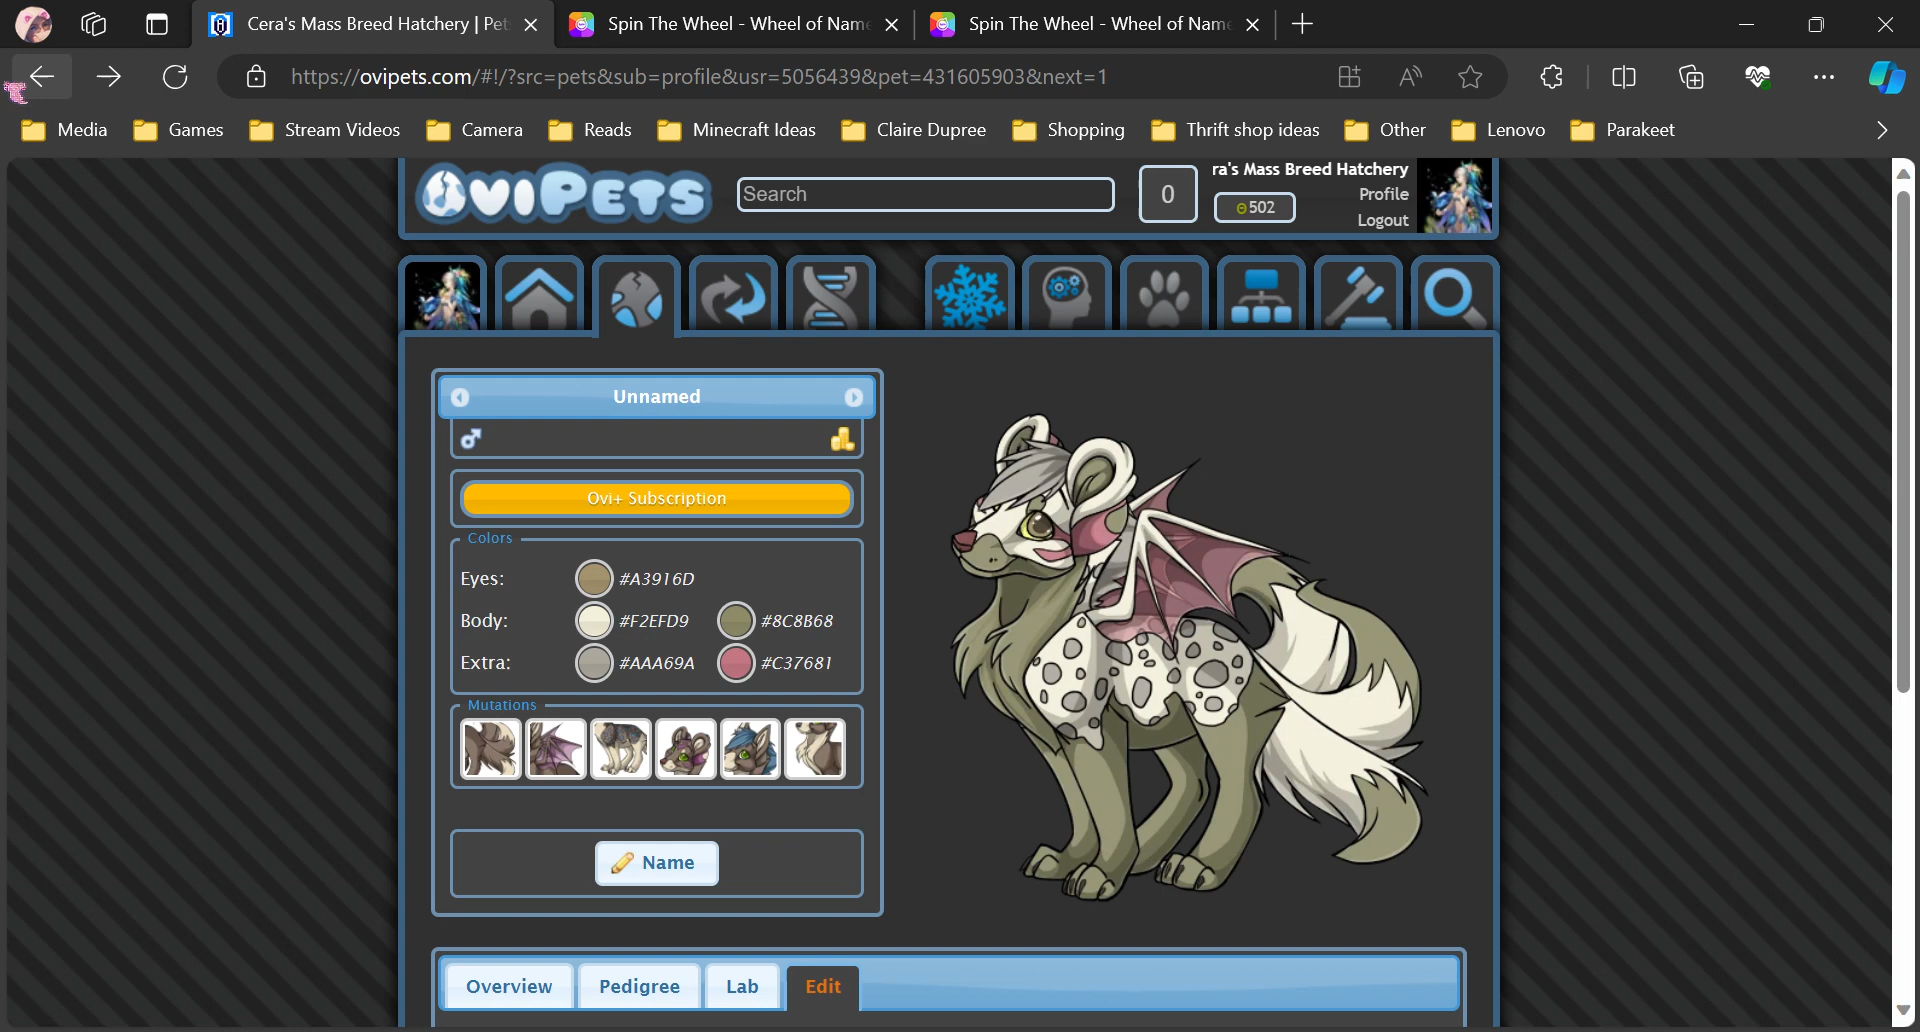 Cera's Mass Breed Hatchery | Pet
Spin The Wheel - Wheel of Name
Spin The Wheel - Wheel of Name
https://ovipets.com/#!/?src=pets&sub=profile&usr=5056439&pet=431605903&next=1
Media
Games
Stream Videos
Camera
Reads
Minecraft Ideas
Claire Dupree
Shopping
Thrift shop ideas
Other
Lenovo
Parakeet
OviPets
Search
0
ra's Mass Breed Hatchery
502
Profile
Logout
Unnamed
Ovi+ Subscription
Colors
Eyes: #A3916D
Body: #F2EFD9 #8C8B68
Extra: #AAA69A #C37681
Mutations
Name
Overview
Pedigree
Lab
Edit